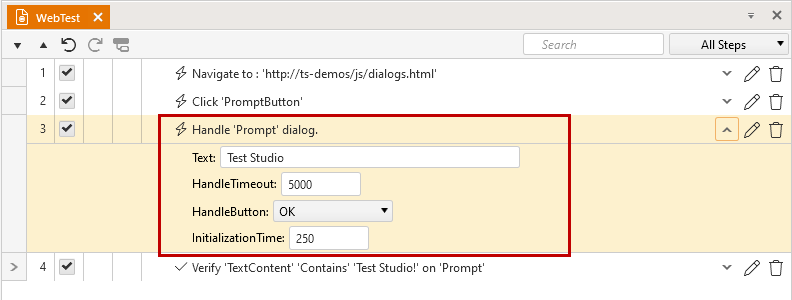 WebTest
Search
All Steps
1 Navigate to : 'http://ts-demos/js/dialogs.html'
2 Click 'PromptButton'
3 Handle 'Prompt' dialog.
Text: Test Studio
HandleTimeout: 5000
HandleButton: OK
InitializationTime: 250
4 Verify 'TextContent' 'Contains' 'Test Studio!' on 'Prompt'